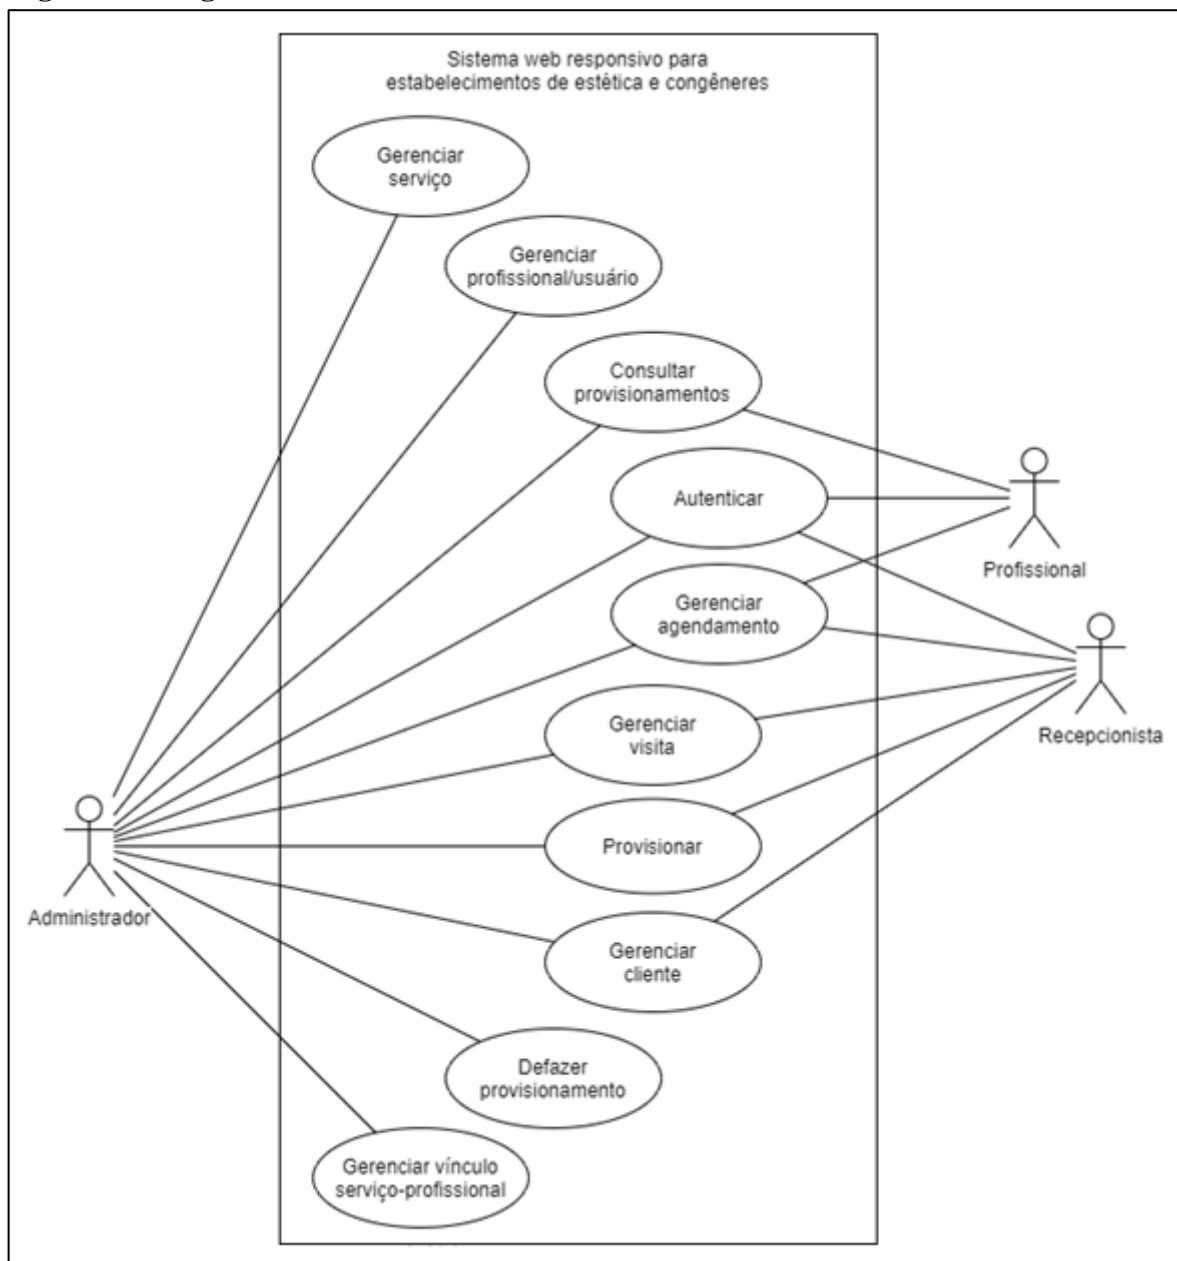 Sistema web responsivo para
estabelecimentos de estética e congêneres
Gerenciar
serviço
Gerenciar
profissional/usuário
Consultar
provisionamentos
Autenticar
Profissional
Gerenciar
agendamento
Gerenciar
visita
Recepcionista
Provisionar
Administrador
Gerenciar
cliente
Defazer
provisionamento
Gerenciar vínculo
serviço-profissional